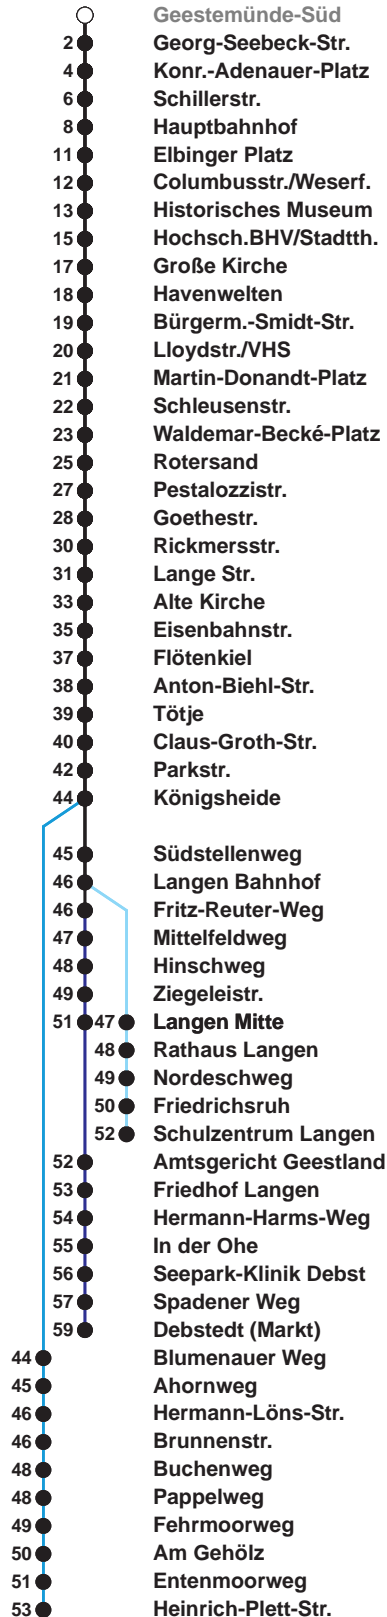 Geestemünde-Süd
2 Georg-Seebeck-Str.
4 Konr.-Adenauer-Platz
6 Schillerstr.
8 Hauptbahnhof
11 Elbinger Platz
12 Columbusstr./Weserf.
13 Historisches Museum
15 Hochsch.BHV/Stadtth.
17 Große Kirche
18 Havenwelten
19 Bürgerm.-Smidt-Str.
20 Lloydstr./VHS
21 Martin-Donandt-Platz
22 Schleusenstr.
23 Waldemar-Becké-Platz
25 Rotersand
27 Pestalozzistr.
28 Goethestr.
30 Rickmersstr.
31 Lange Str.
33 Alte Kirche
35 Eisenbahnstr.
37 Flötenkiel
38 Anton-Biehl-Str.
39 Tötje
40 Claus-Groth-Str.
42 Parkstr.
44 Königsheide
45 Südstellenweg
46 Langen Bahnhof
46 Fritz-Reuter-Weg
47 Mittelfeldweg
48 Hinschweg
49 Ziegeleistr.
51 47 Langen Mitte
48 Rathaus Langen
49 Nordeschweg
50 Friedrichsruh
52 Schulzentrum Langen
52 Amtsgericht Geestland
53 Friedhof Langen
54 Hermann-Harms-Weg
55 In der Ohe
56 Seepark-Klinik Debst
57 Spadener Weg
59 Debstedt (Markt)
44 Blumenauer Weg
45 Ahornweg
46 Hermann-Löns-Str.
46 Brunnenstr.
48 Buchenweg
48 Pappelweg
49 Fehrmoorweg
50 Am Gehölz
51 Entenmoorweg
53 Heinrich-Plett-Str.